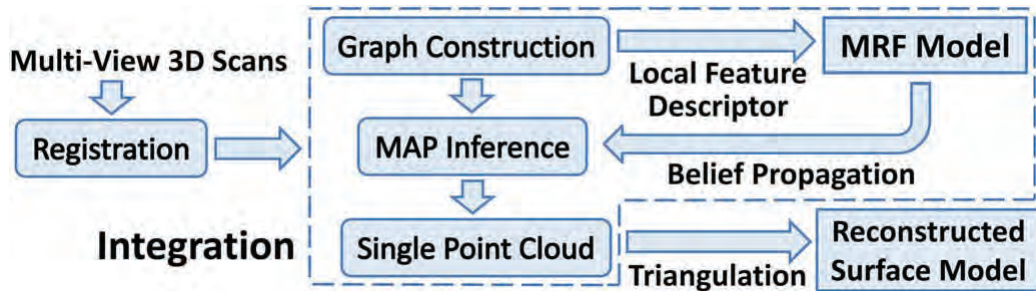 Multi-View 3D Scans
Registration
Integration
Graph Construction
Local Feature
Descriptor
MRF Model
MAP Inference
Belief Propagation
Single Point Cloud
Triangulation
Reconstructed
Surface Model